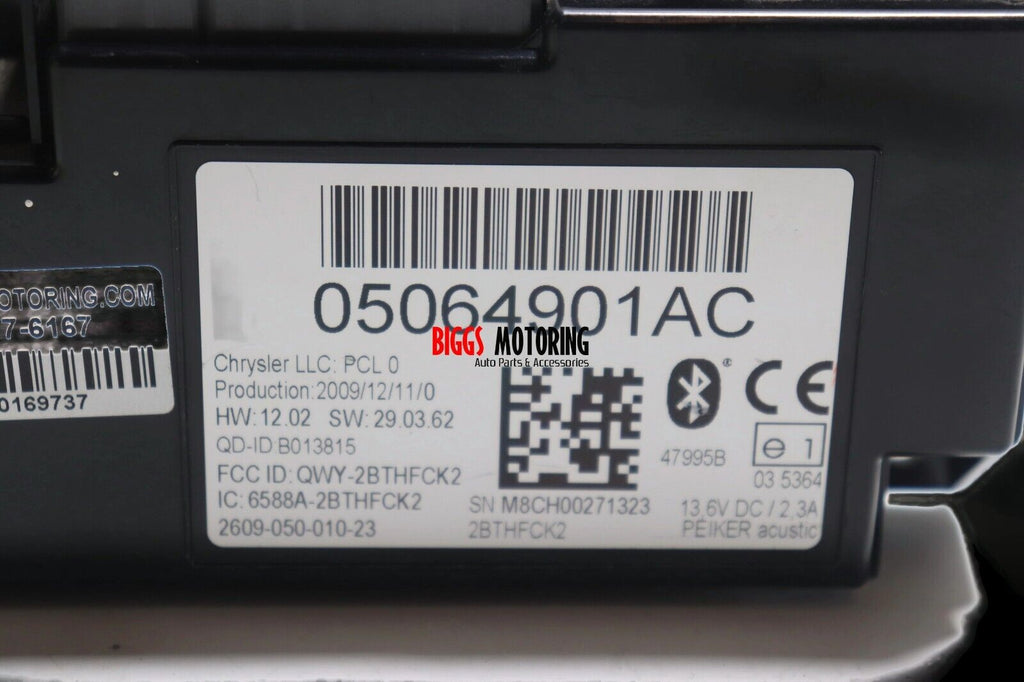 05064901AC
BIGGS MOTORING
Auto Parts & Accessories
OTORING.COM
7-6167
0169737
Chrysler LLC: PCL 0
Production:2009/12/11/0
HW: 12.02 SW: 29.03.62
QD-ID:B013815
FCC ID: QWY-2BTHFCK2
IC: 6588A-2BTHFCK2
2609-050-010-23
SN M8CH00271323
2BTHFCK2
®
CE
47995B
e 1
03 5364
13,6V DC / 2,3A
PEIKER acustic